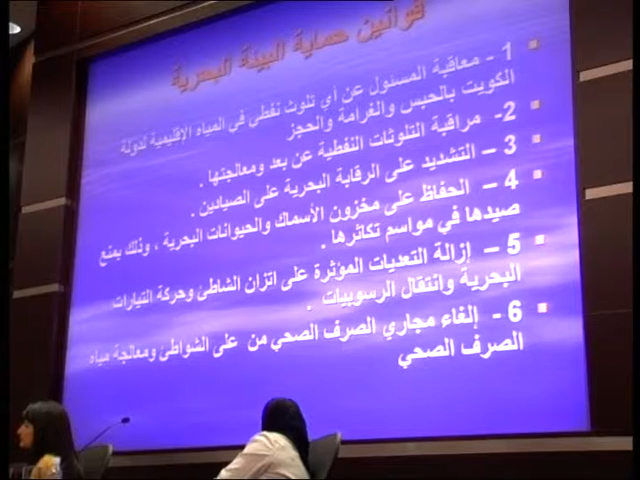 قوانين حماية البيئة البحرية
1 - معاقبة المسئول عن أي تلوث نفطي في المياه الإقليمية لدولة
الكويت بالحبس والغرامة والحجز
2- مراقبة التلوثات النفطية عن بعد ومعالجتها .
3 – التشديد على الرقابة البحرية على الصيادين .
4 – الحفاظ على مخزون الأسماك والحيوانات البحرية ، وذلك بمنع
صيدها في مواسم تكاثرها .
5 – إزالة التعديات المؤثرة على اتزان الشاطئ وحركة التيارات
البحرية وانتقال الرسوبيات .
6 - إلغاء مجاري الصرف الصحي من على الشواطئ ومعالجة مياه
الصرف الصحي